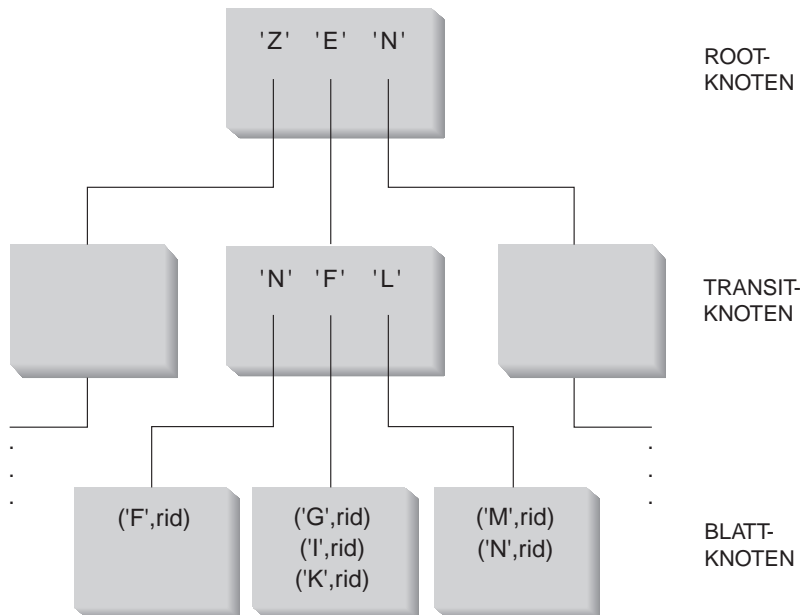 'Z' 'E' 'N'
ROOT-
KNOTEN
'N' 'F' 'L'
TRANSIT-
KNOTEN
('F',rid)
('G',rid)
('I',rid)
('K',rid)
('M',rid)
('N',rid)
BLATT-
KNOTEN